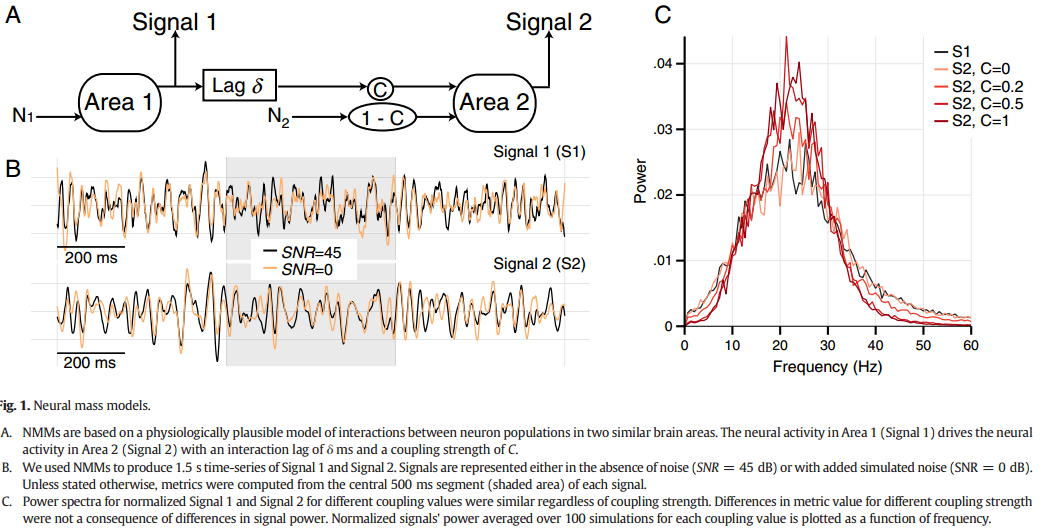 A
Signal 1
Signal 2
Area 1
Lag δ
C
Area 2
N1
N2
1 - C
B
Signal 1 (S1)
200 ms
SNR=45
SNR=0
Signal 2 (S2)
200 ms
C
S1
S2, C=0
S2, C=0.2
S2, C=0.5
S2, C=1
Power
.04
.03
.02
.01
0
0 10 20 30 40 50 60
Frequency (Hz)
Fig. 1. Neural mass models.
A. NMMs are based on a physiologically plausible model of interactions between neuron populations in two similar brain areas. The neural activity in Area 1 (Signal 1) drives the neural
activity in Area 2 (Signal 2) with an interaction lag of δ ms and a coupling strength of C.
B. We used NMMs to produce 1.5 s time-series of Signal 1 and Signal 2. Signals are represented either in the absence of noise (SNR = 45 dB) or with added simulated noise (SNR = 0 dB).
Unless stated otherwise, metrics were computed from the central 500 ms segment (shaded area) of each signal.
C. Power spectra for normalized Signal 1 and Signal 2 for different coupling values were similar regardless of coupling strength. Differences in metric value for different coupling strength
were not a consequence of differences in signal power. Normalized signals' power averaged over 100 simulations for each coupling value is plotted as a function of frequency.